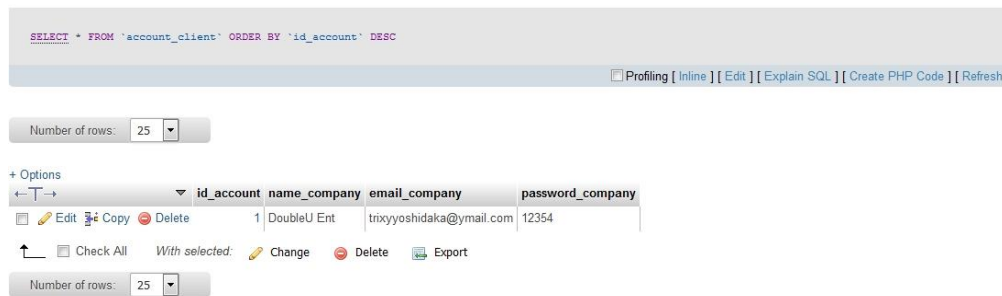 SELECT * FROM `account_client` ORDER BY `id_account` DESC
Profiling [ Inline ] [ Edit ] [ Explain SQL ] [ Create PHP Code ] [ Refresh
Number of rows: 25
+ Options
←T→ id_account name_company email_company password_company
Edit Copy Delete 1 DoubleU Ent trixyyoshidaka@ymail.com 12354
Check All With selected: Change Delete Export
Number of rows: 25